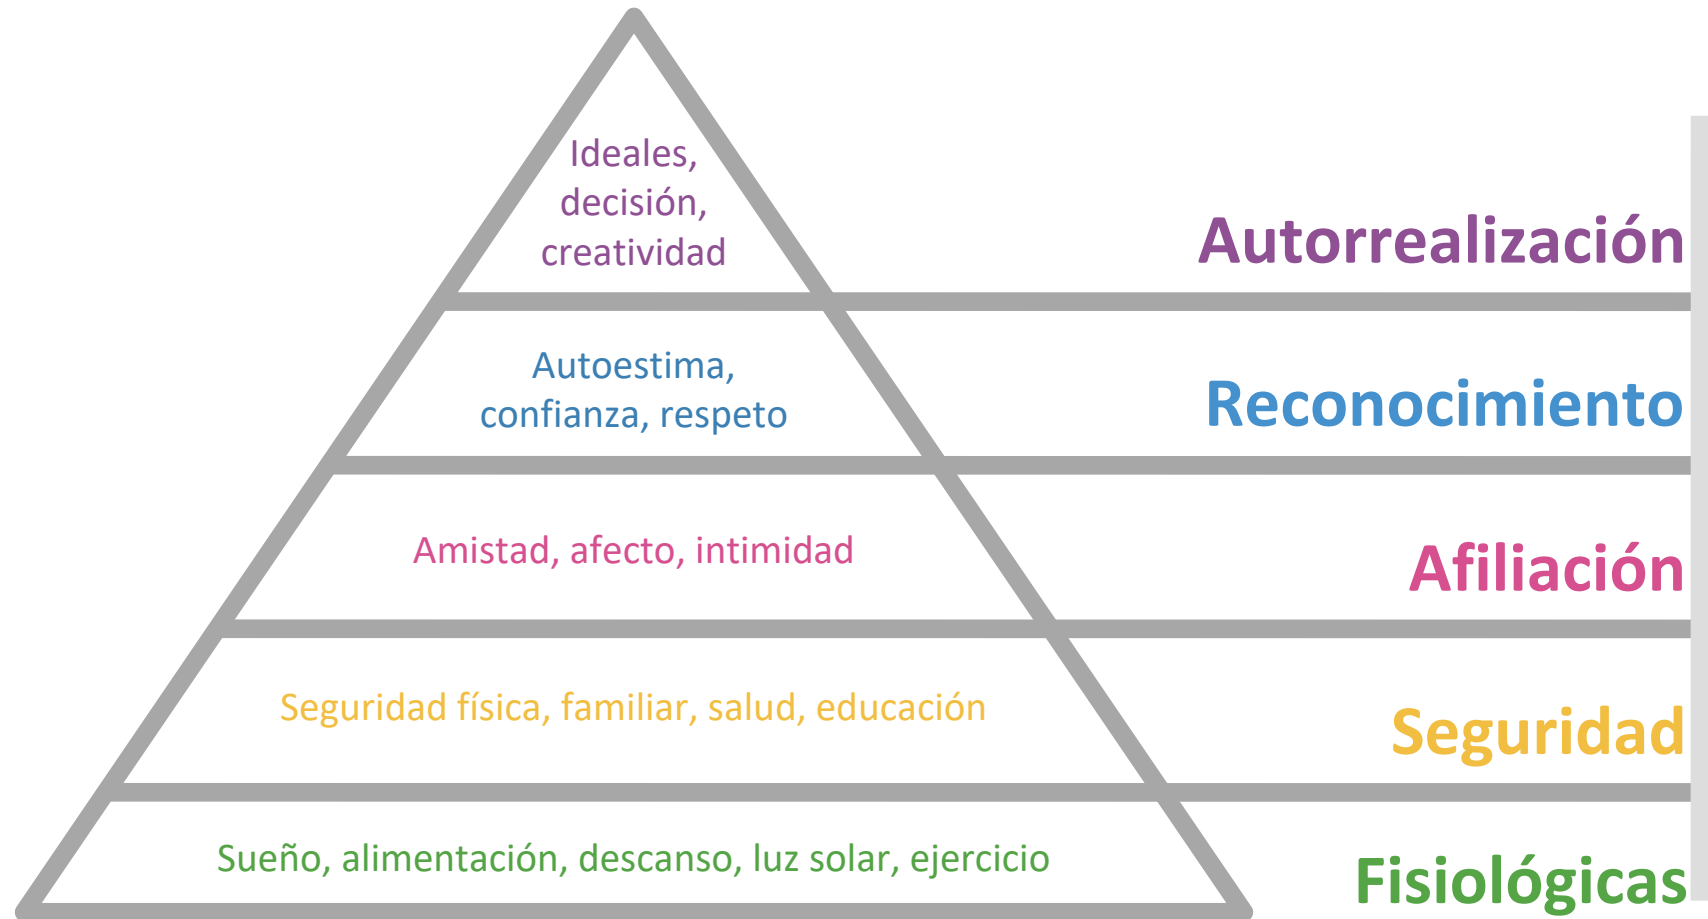 Ideales,
decisión,
creatividad
Autorrealización
Autoestima,
confianza, respeto
Reconocimiento
Amistad, afecto, intimidad
Afiliación
Seguridad física, familiar, salud, educación
Seguridad
Sueño, alimentación, descanso, luz solar, ejercicio
Fisiológicas